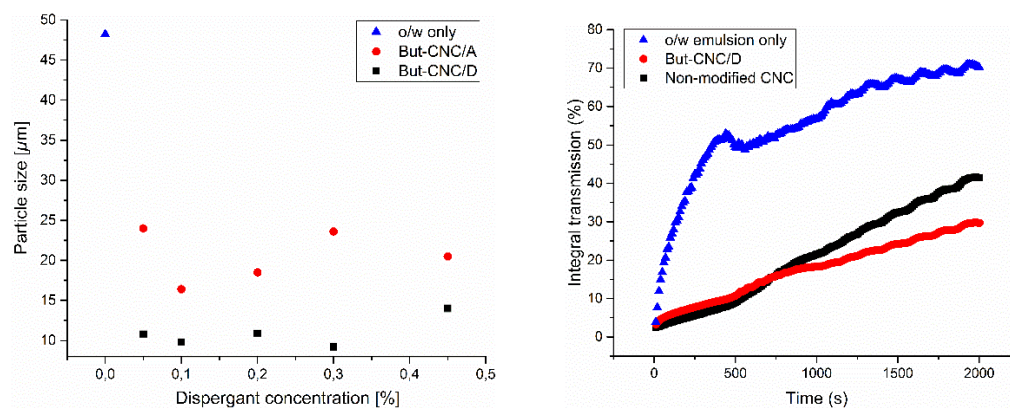 50
45
40
35
30
25
20
15
10
Particle size [µm]
o/w only
But-CNC/A
But-CNC/D
0,0 0,1 0,2 0,3 0,4 0,5
Dispergant concentration [%]
70
60
50
40
30
20
10
0
Integral transmission (%)
o/w emulsion only
But-CNC/D
Non-modified CNC
0 500 1000 1500 2000
Time (s)